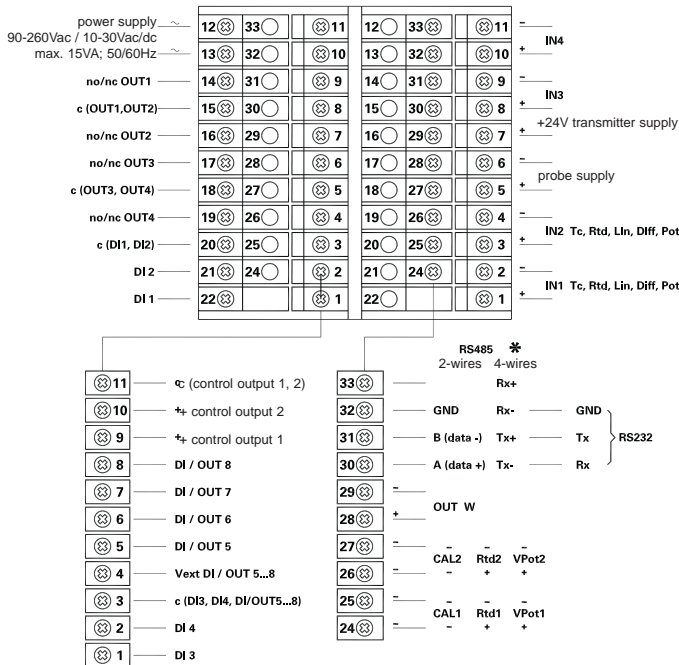 power supply ~ 12 33 11 12 33 11 -
90-260Vac / 10-30Vac/dc IN4
max. 15VA; 50/60Hz ~ 13 32 10 13 32 10 +
no/nc OUT1 14 31 9 14 31 9 -
IN3
c (OUT1,OUT2) 15 30 8 15 30 8 +
no/nc OUT2 16 29 7 16 29 7 + +24V transmitter supply
no/nc OUT3 17 28 6 17 28 6 -
probe supply
c (OUT3, OUT4) 18 27 5 18 27 5 +
no/nc OUT4 19 26 4 19 26 4 -
IN2 Tc, Rtd, Lin, Diff, Pot
c (DI1, DI2) 20 25 3 20 25 3 +
DI 2 21 24 2 21 24 2 -
IN1 Tc, Rtd, Lin, Diff, Pot
DI 1 22 1 22 1 +
11 c (control output 1, 2)
10 + control output 2
9 + control output 1
8 DI / OUT 8
7 DI / OUT 7
6 DI / OUT 6
5 DI / OUT 5
4 Vext DI / OUT 5...8
3 c (DI3, DI4, DI/OUT5...8)
2 DI 4
1 DI 3
RS485 *
2-wires 4-wires
33 Rx+
32 GND Rx- GND
31 B (data -) Tx+ Tx RS232
30 A (data +) Tx- Rx
29 -
OUT W
28 +
27 - - - -
CAL2 Rtd2 VPot2
26 - - + +
25 - - - -
CAL1 Rtd1 VPot1
24 - - + +